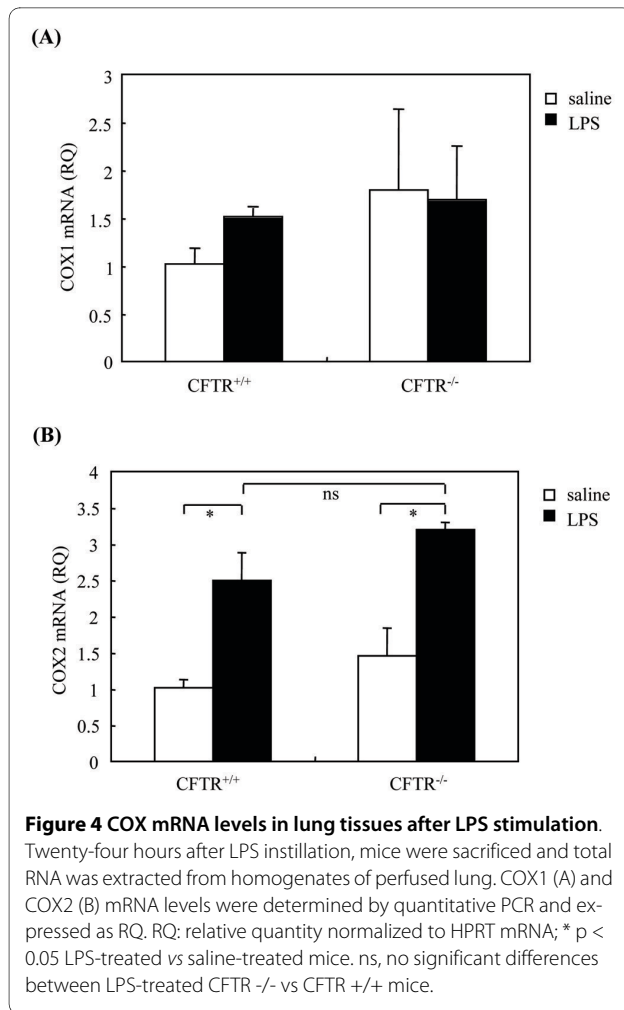 (A)
COX1 mRNA (RQ)
3
2.5
2
1.5
1
0.5
0
CFTR+/+
CFTR-/-
saline
LPS
(B)
COX2 mRNA (RQ)
4
3.5
3
2.5
2
1.5
1
0.5
0
*
ns
*
CFTR+/+
CFTR-/-
saline
LPS
Figure 4 COX mRNA levels in lung tissues after LPS stimulation.
Twenty-four hours after LPS instillation, mice were sacrificed and total
RNA was extracted from homogenates of perfused lung. COX1 (A) and
COX2 (B) mRNA levels were determined by quantitative PCR and ex-
pressed as RQ. RQ: relative quantity normalized to HPRT mRNA; * p <
0.05 LPS-treated vs saline-treated mice. ns, no significant differences
between LPS-treated CFTR -/- vs CFTR +/+ mice.